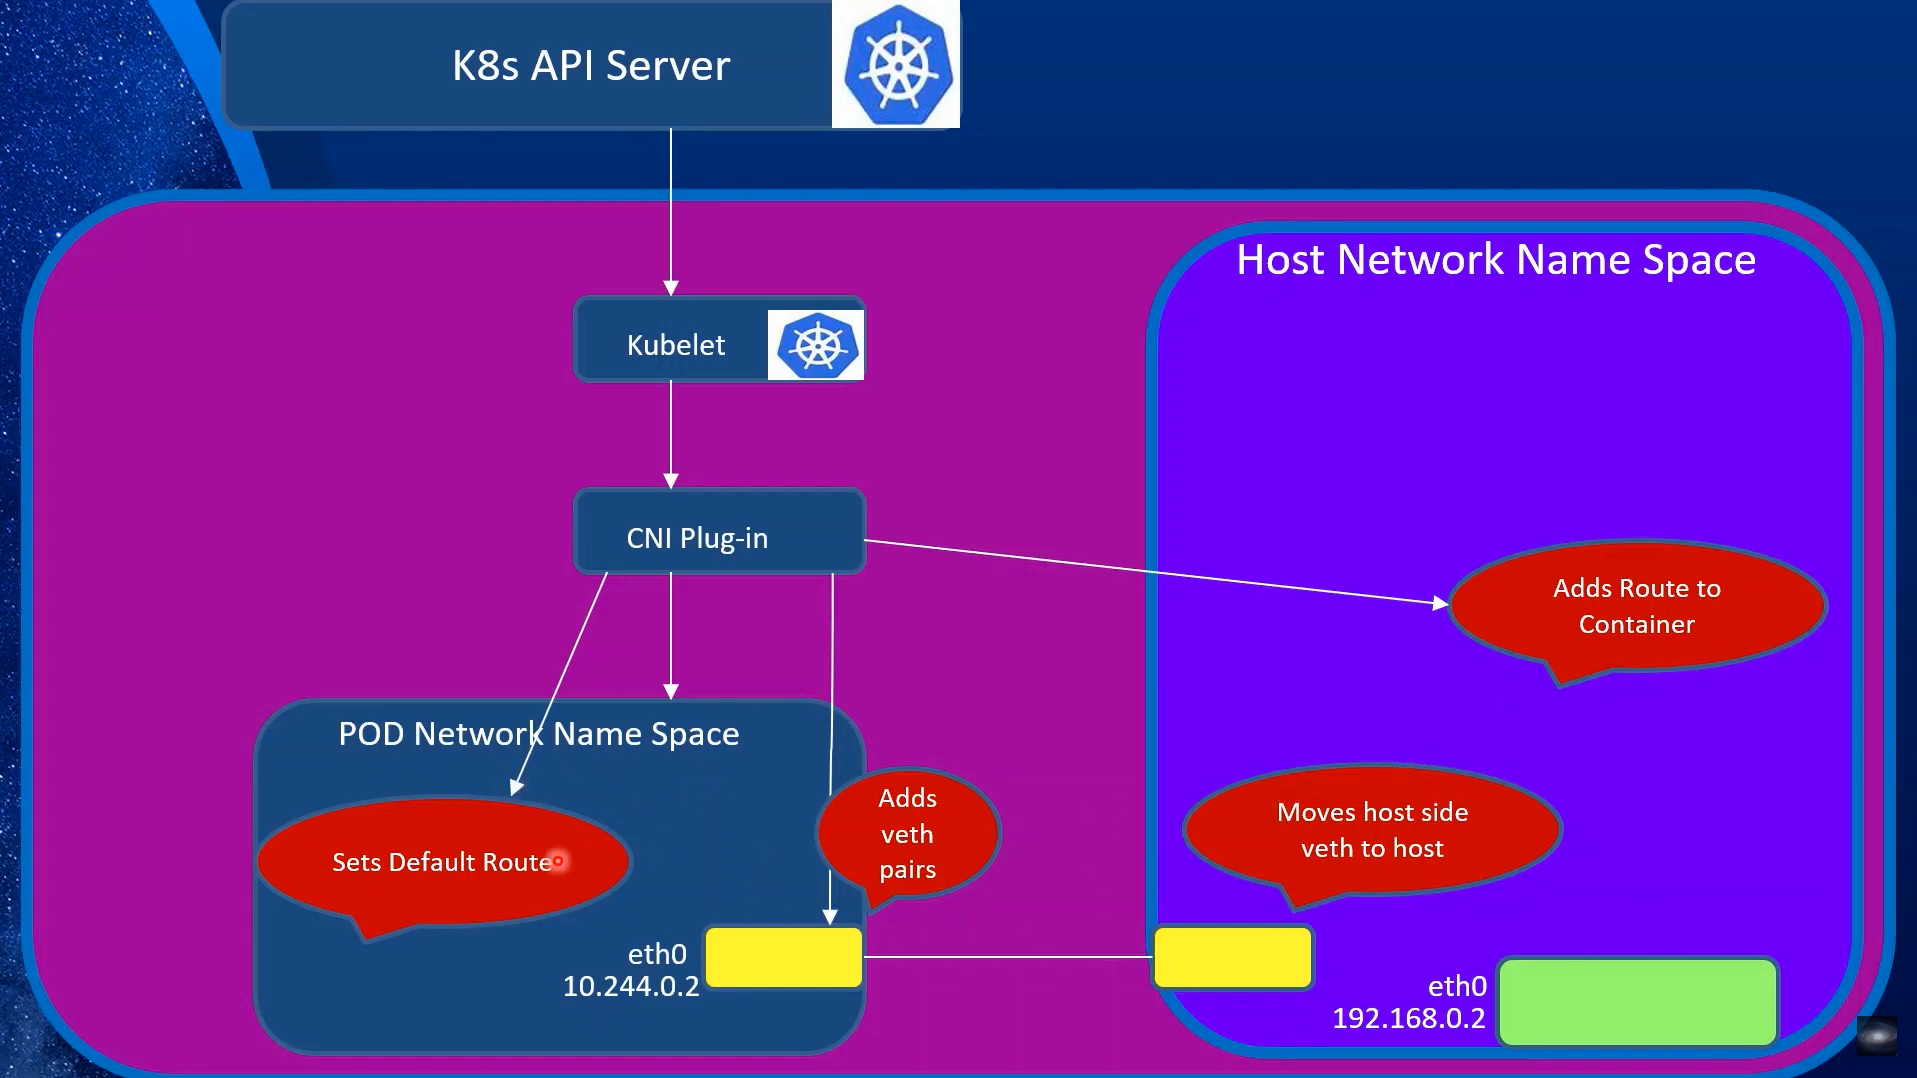 K8s API Server
Host Network Name Space
Kubelet
CNI Plug-in
Adds Route to
Container
POD Network Name Space
Adds
veth
pairs
Moves host side
veth to host
Sets Default Route
eth0
10.244.0.2
eth0
192.168.0.2